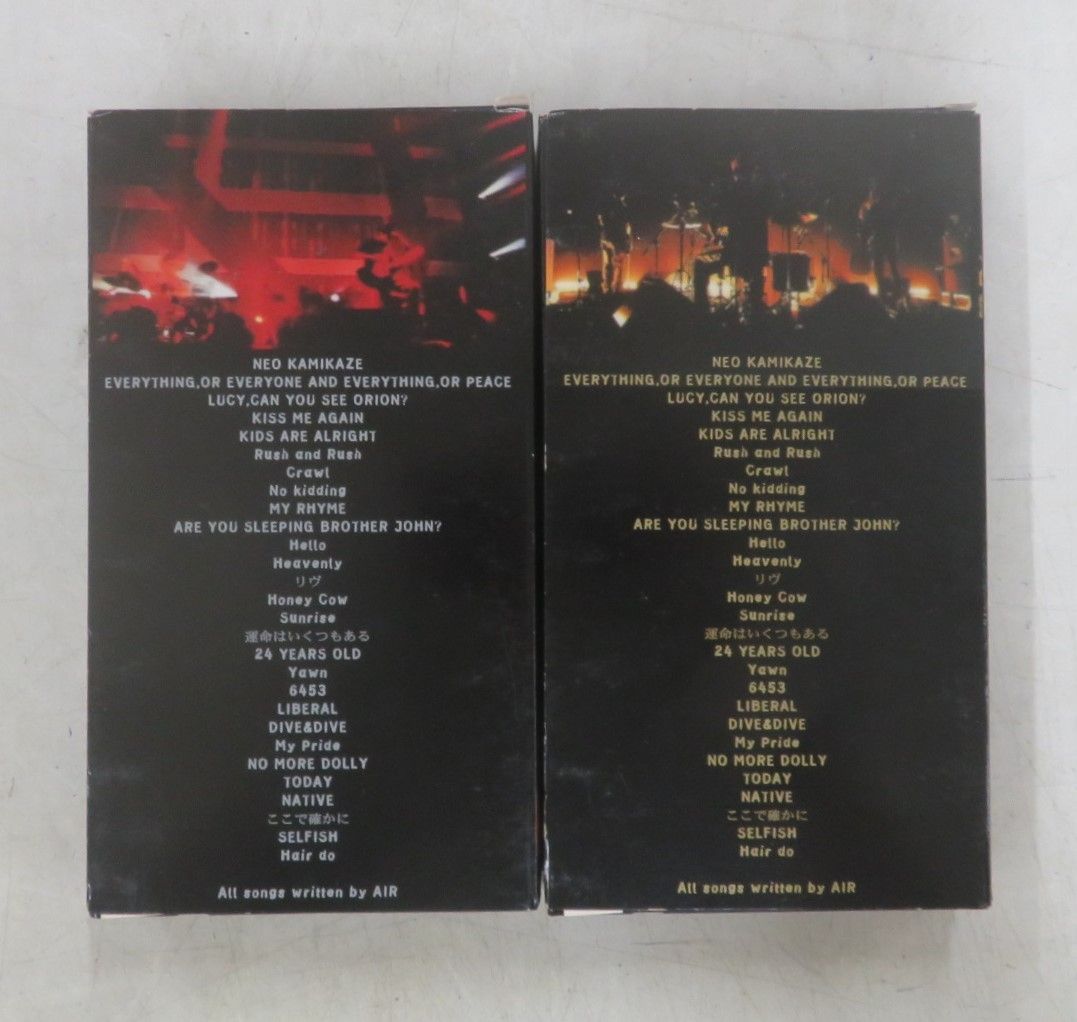 NEO KAMIKAZE
EVERYTHING,OR EVERYONE AND EVERYTHING,OR PEACE
LUCY,CAN YOU SEE ORION?
KISS ME AGAIN
KIDS ARE ALRIGHT
Rush and Rush
Crawl
No kidding
MY RHYME
ARE YOU SLEEPING BROTHER JOHN?
Hello
Heavenly
リヴ
Honey Cow
Sunrise
運命はいくつもある
24 YEARS OLD
Yawn
6453
LIBERAL
DIVE&DIVE
My Pride
NO MORE DOLLY
TODAY
NATIVE
ここで確かに
SELFISH
Hair do
All songs written by AIR
NEO KAMIKAZE
EVERYTHING,OR EVERYONE AND EVERYTHING,OR PEACE
LUCY,CAN YOU SEE ORION?
KISS ME AGAIN
KIDS ARE ALRIGHT
Rush and Rush
Crawl
No kidding
MY RHYME
ARE YOU SLEEPING BROTHER JOHN?
Hello
Heavenly
リヴ
Honey Cow
Sunrise
運命はいくつもある
24 YEARS OLD
Yawn
6453
LIBERAL
DIVE&DIVE
My Pride
NO MORE DOLLY
TODAY
NATIVE
ここで確かに
SELFISH
Hair do
All songs written by AIR